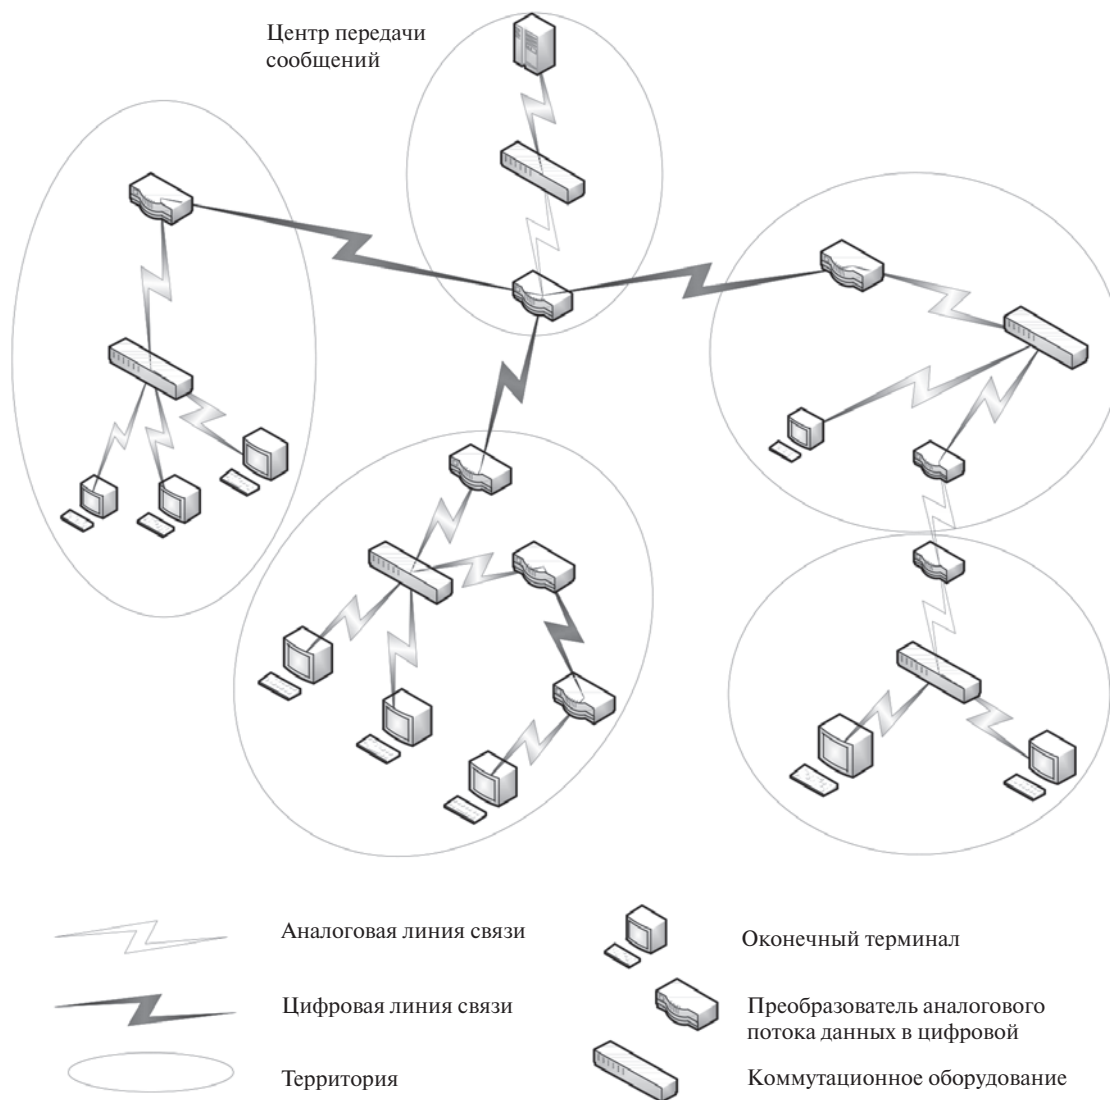 Центр передачи
сообщений
Аналоговая линия связи
Оконечный терминал
Цифровая линия связи
Преобразователь аналогового
потока данных в цифровой
Территория
Коммутационное оборудование